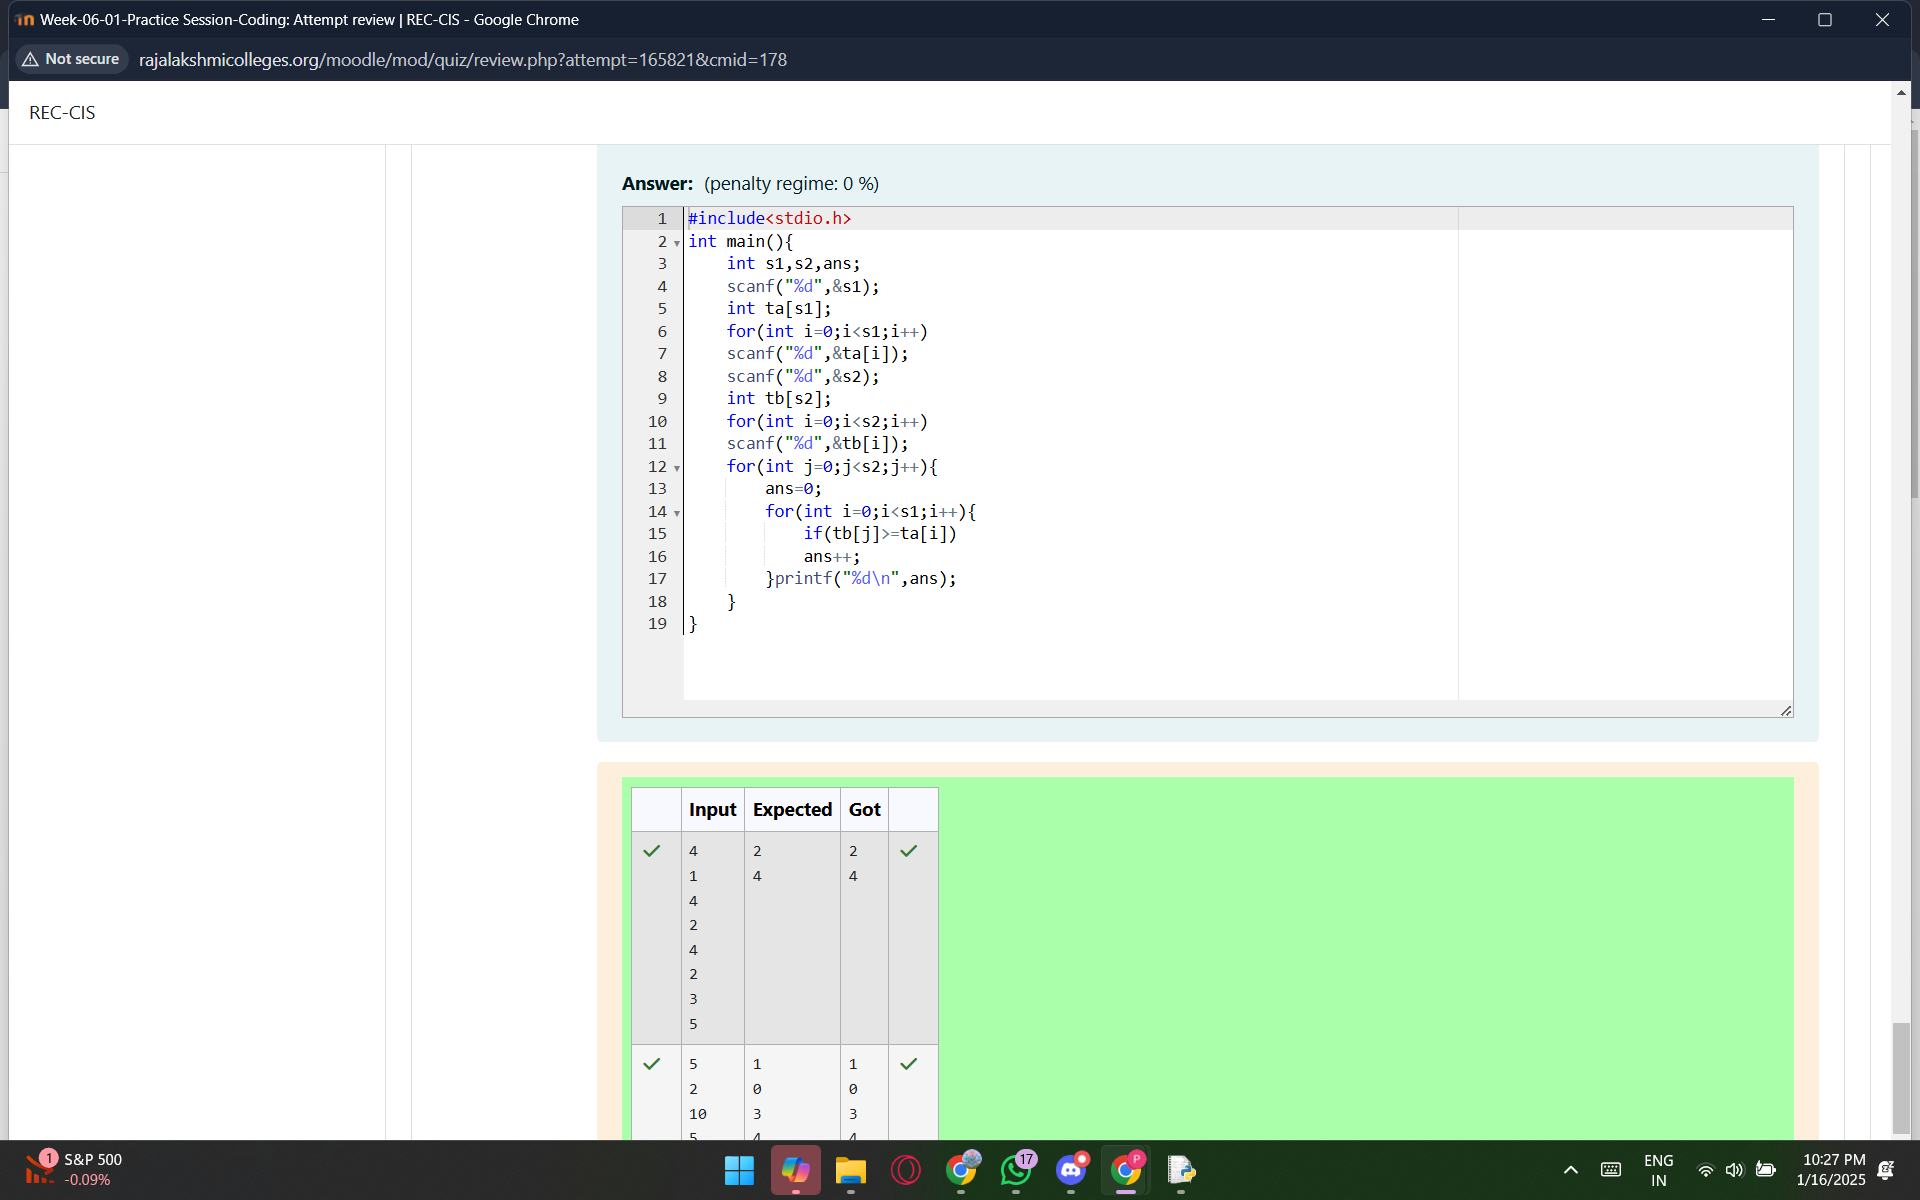 Week-06-01-Practice Session-Coding: Attempt review | REC-CIS - Google Chrome
Not secure rajalakshmicolleges.org/moodle/mod/quiz/review.php?attempt=165821&cmid=178
REC-CIS
Answer: (penalty regime: 0 %)
1 #include<stdio.h>
2 int main(){
3 int s1,s2,ans;
4 scanf("%d",&s1);
5 int ta[s1];
6 for(int i=0;i<s1;i++)
7 scanf("%d",&ta[i]);
8 scanf("%d",&s2);
9 int tb[s2];
10 for(int i=0;i<s2;i++)
11 scanf("%d",&tb[i]);
12 for(int j=0;j<s2;j++){
13 ans=0;
14 for(int i=0;i<s1;i++){
15 if(tb[j]>=ta[i])
16 ans++;
17 }printf("%d\n",ans);
18 }
19 }
Input Expected Got
4 2 2
1 4 4
4
2
4
2
3
5
5 1 1
2 0 0
10 3 3
5 4 4
1 S&P 500
-0.09%
17
P
ENG
IN
10:27 PM
1/16/2025